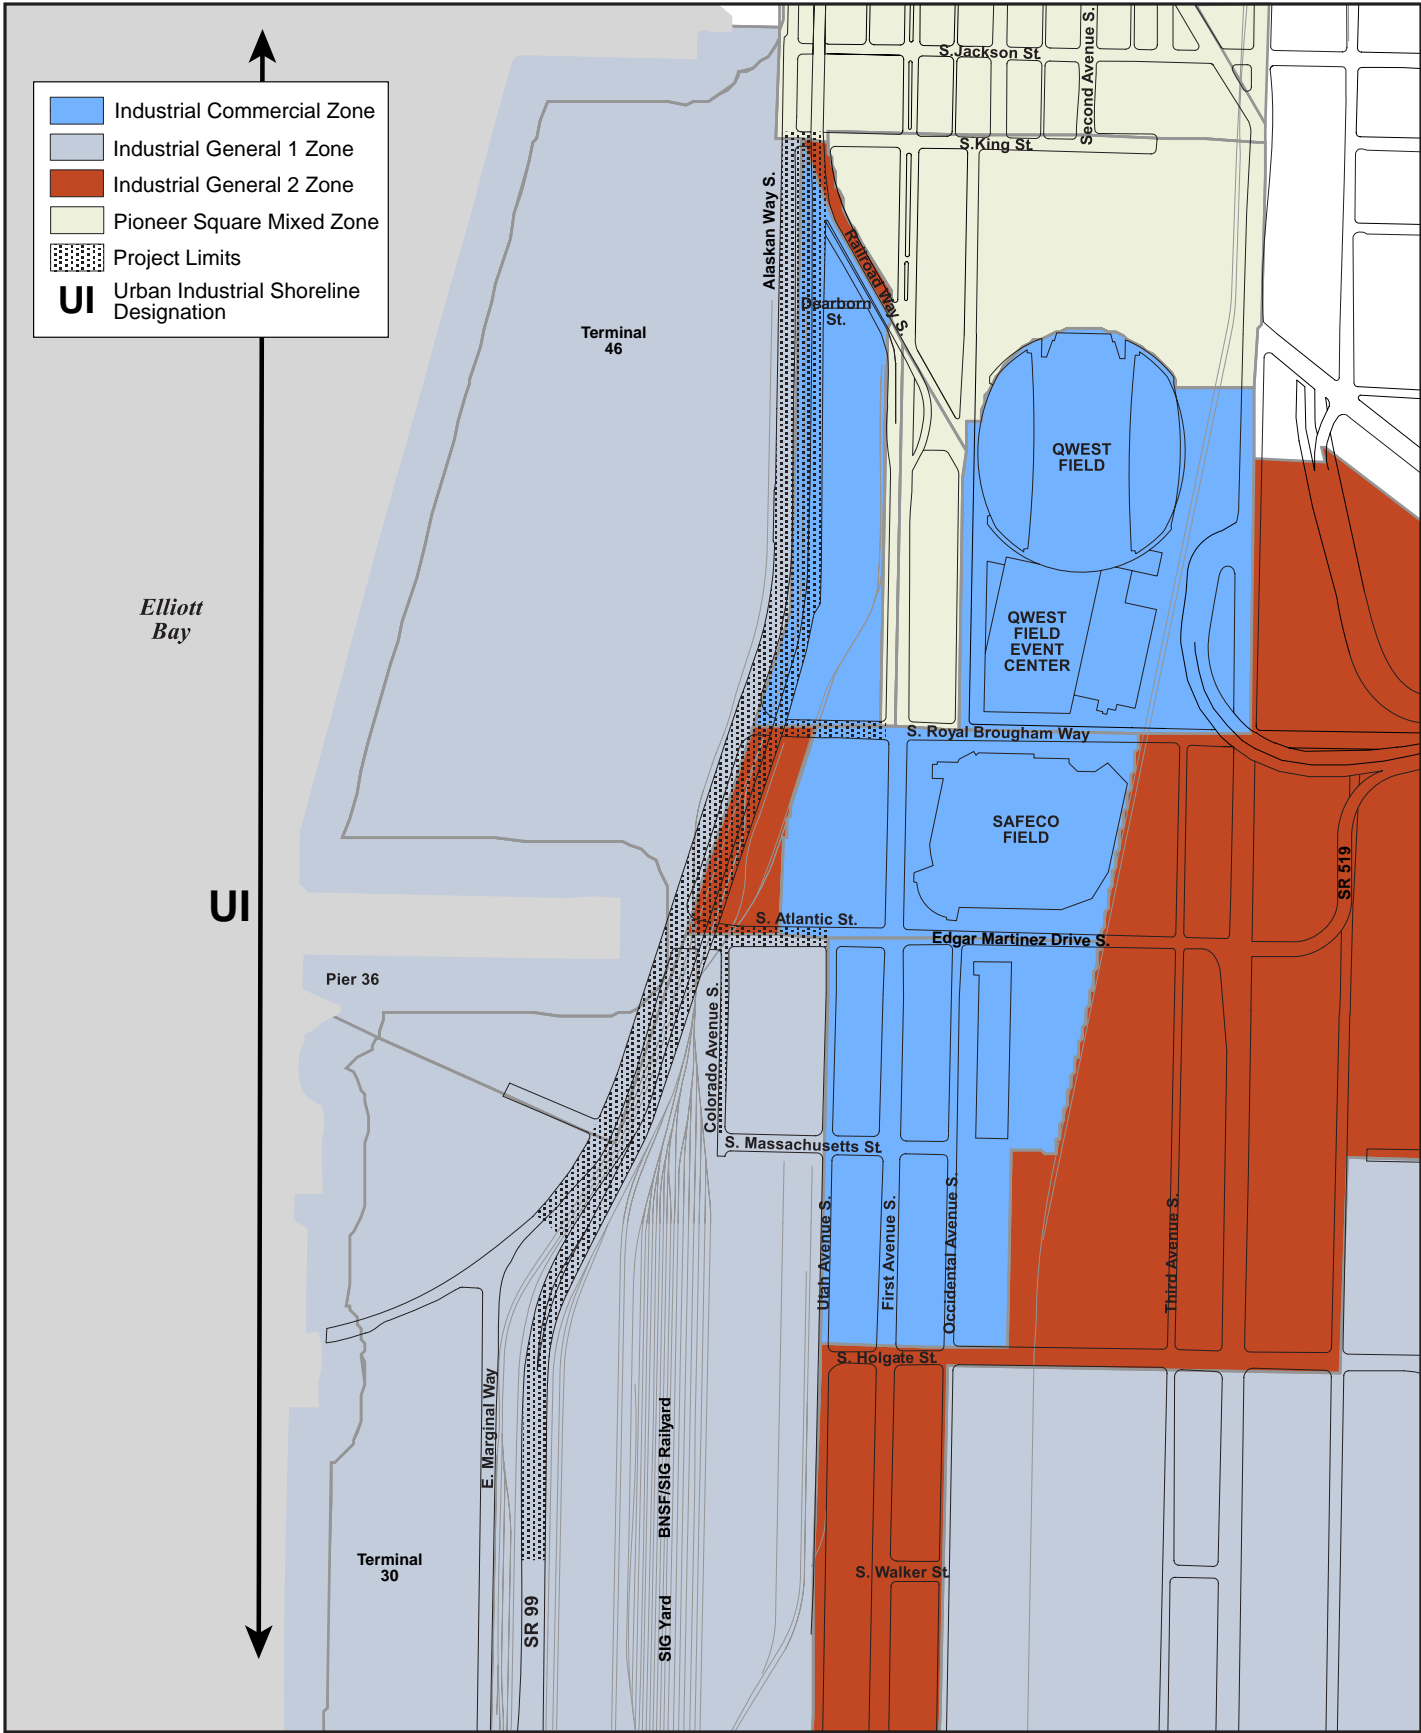 Industrial Commercial Zone
Industrial General 1 Zone
Industrial General 2 Zone
Pioneer Square Mixed Zone
Project Limits
UI Urban Industrial Shoreline
Designation
S.Jackson St.
Second Avenue S.
S.King St.
Alaskan Way S.
Railroad Way S.
Dearborn
St.
Terminal
46
QWEST
FIELD
Elliott
Bay
QWEST
FIELD
EVENT
CENTER
S. Royal Brougham Way
SAFECO
FIELD
SR 519
UI
S. Atlantic St.
Edgar Martinez Drive S.
Pier 36
Colorado Avenue S.
S. Massachusetts St.
Utah Avenue S.
First Avenue S.
Occidental Avenue S.
Third Avenue S.
S. Holgate St.
E. Marginal Way
BNSF/SIG Railyard
Terminal
30
S. Walker St.
SR 99
SIG Yard